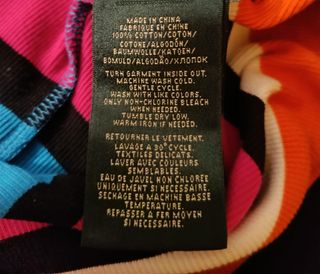 MADE IN CHINA
FABRIQUÉ EN CHINE
100% COTTON/COTON/
COTONE/ALGODÓN/
BAUMWOLLE/KATOEN/
BOMULD/ALGODÃO/ХЛОПОК
TURN GARMENT INSIDE OUT.
MACHINE WASH COLD.
GENTLE CYCLE.
WASH WITH LIKE COLORS.
ONLY NON-CHLORINE BLEACH
WHEN NEEDED.
TUMBLE DRY LOW.
WARM IRON IF NEEDED.
RETOURNER LE VETEMENT.
LAVAGE A 30° CYCLE.
TEXTILES DELICATS.
LAVER AVEC COULEURS
SEMBLABLES.
EAU DE JAVEL NON CHLORÉE
UNIQUEMENT SI NECESSAIRE.
SECHAGE EN MACHINE BASSE
TEMPÉRATURE.
REPASSER A FER MOYEN
SI NECESSAIRE.